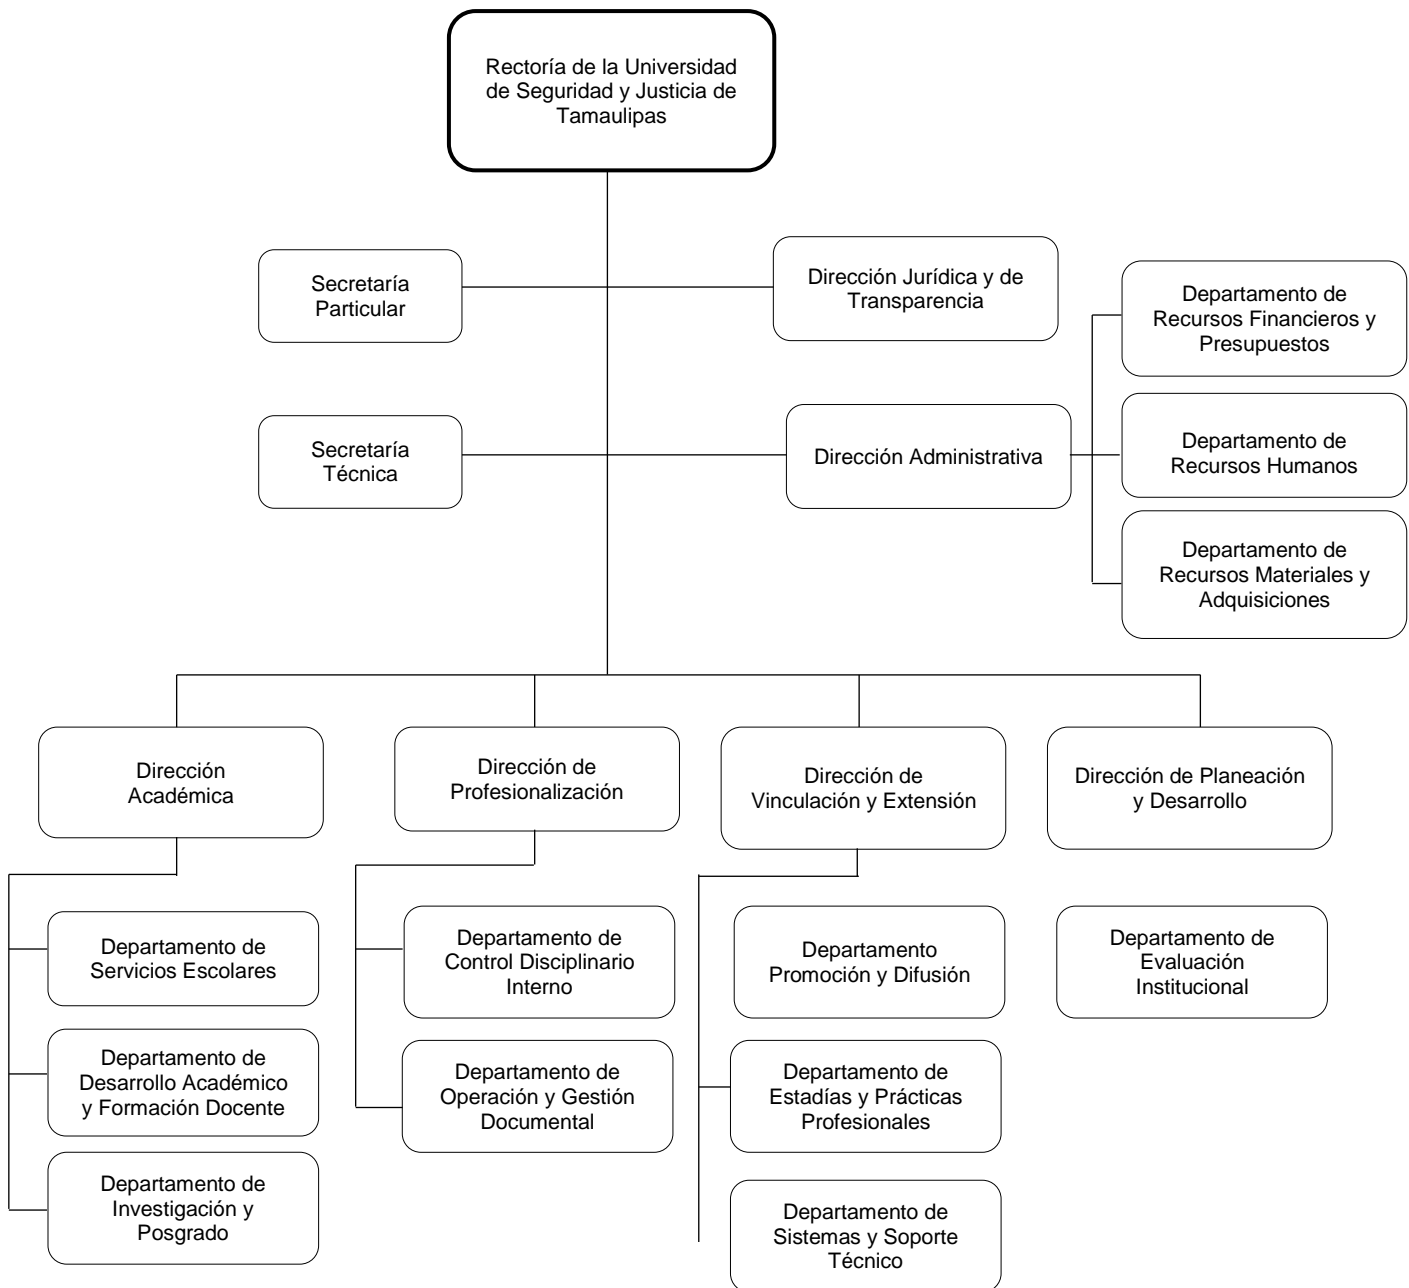 Rectoría de la Universidad
de Seguridad y Justicia de
Tamaulipas
Secretaría
Particular
Dirección Jurídica y de
Transparencia
Departamento de
Recursos Financieros y
Presupuestos
Secretaría
Técnica
Dirección Administrativa
Departamento de
Recursos Humanos
Departamento de
Recursos Materiales y
Adquisiciones
Dirección
Académica
Dirección de
Profesionalización
Dirección de
Vinculación y Extensión
Dirección de Planeación
y Desarrollo
Departamento de
Servicios Escolares
Departamento de
Control Disciplinario
Interno
Departamento
Promoción y Difusión
Departamento de
Evaluación
Institucional
Departamento de
Desarrollo Académico
y Formación Docente
Departamento de
Operación y Gestión
Documental
Departamento de
Estadías y Prácticas
Profesionales
Departamento de
Investigación y
Posgrado
Departamento de
Sistemas y Soporte
Técnico